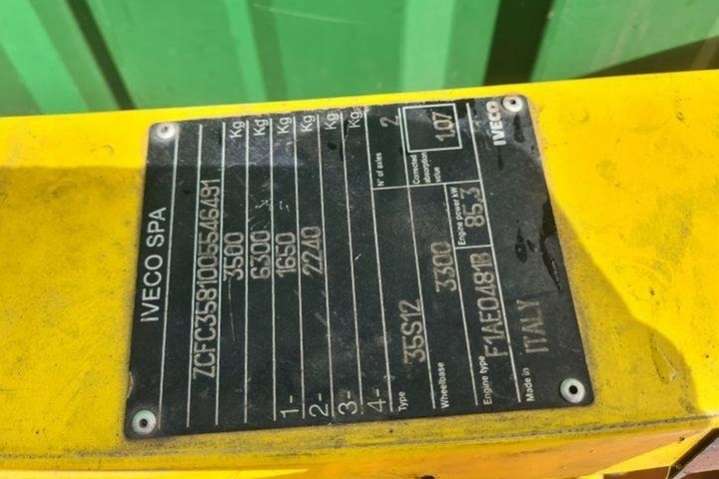 IVECO SPA
ZCFC3581005546491
3500 Kg
6300 Kg
1- 1650 Kg
2- 2240 Kg
3- Kg
4- Kg
Type 35S12 N° of axles 2
Wheelbase 3300 Corrected absorption value 1.07
Engine type F1AE0481B Engine power kW 85.3
Made in ITALY IVECO